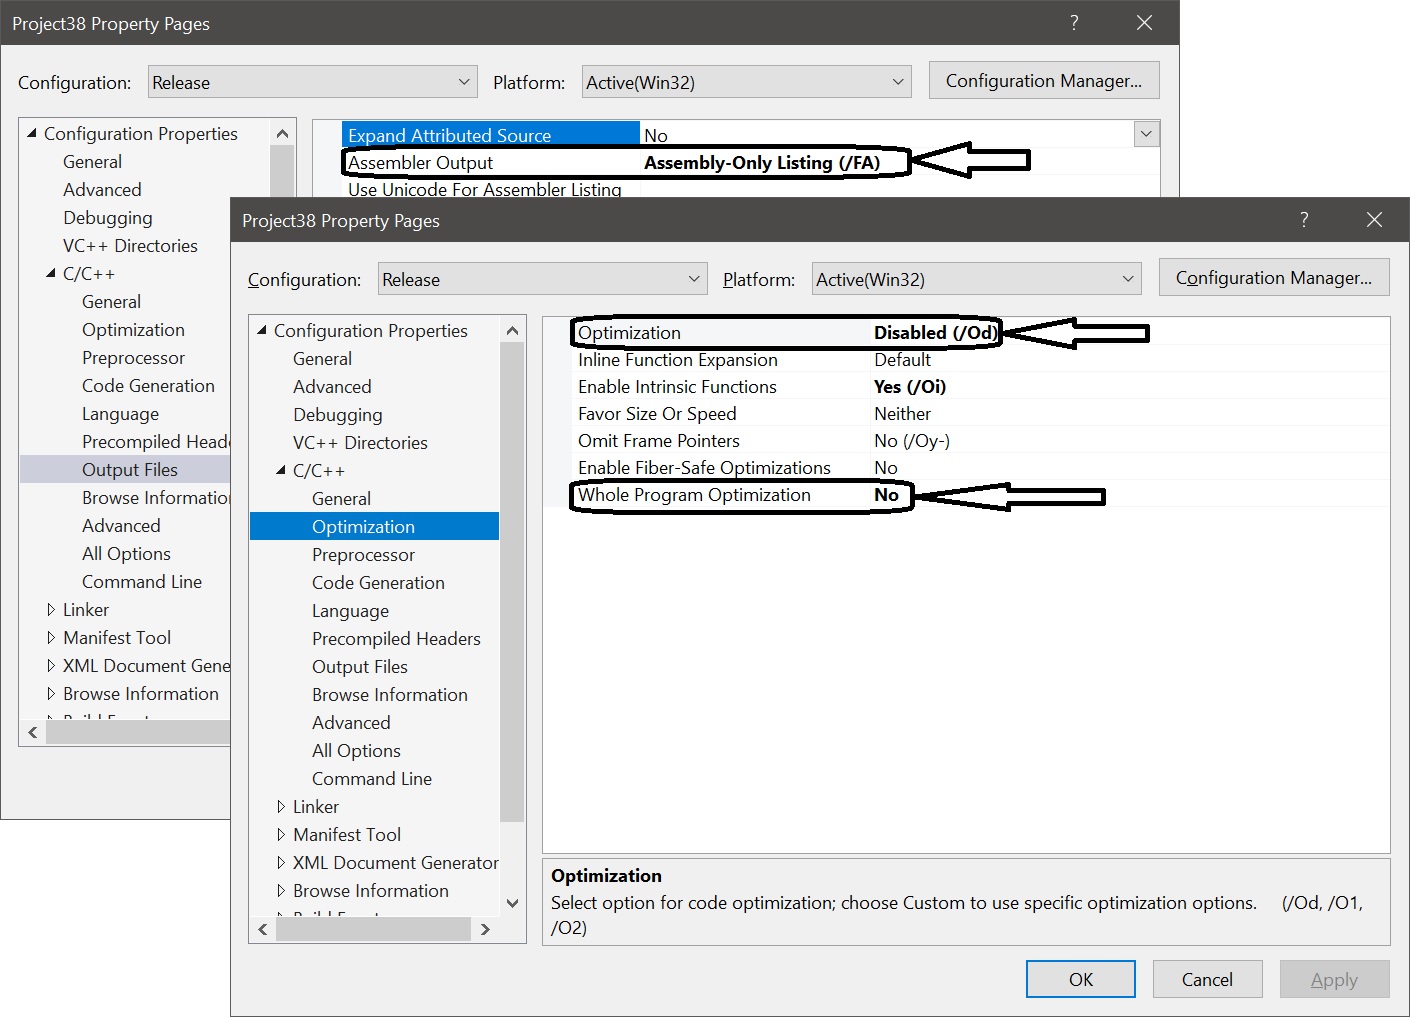 Project38 Property Pages ?
Configuration: Release Platform: Active(Win32) Configuration Manager...
Configuration Properties
General
Advanced
Debugging
VC++ Directories
C/C++
General
Optimization
Preprocessor
Code Generation
Language
Precompiled Head
Output Files
Browse Informatio
Advanced
All Options
Command Line
Linker
Manifest Tool
XML Document Gene
Browse Information
Expand Attributed Source No
Assembler Output Assembly-Only Listing (/FA)
Use Unicode For Assembler Listing
Project38 Property Pages ?
Configuration: Release Platform: Active(Win32) Configuration Manager...
Configuration Properties
General
Advanced
Debugging
VC++ Directories
C/C++
General
Optimization
Preprocessor
Code Generation
Language
Precompiled Headers
Output Files
Browse Information
Advanced
All Options
Command Line
Linker
Manifest Tool
XML Document Generator
Browse Information
Optimization Disabled (/Od)
Inline Function Expansion Default
Enable Intrinsic Functions Yes (/Oi)
Favor Size Or Speed Neither
Omit Frame Pointers No (/Oy-)
Enable Fiber-Safe Optimizations No
Whole Program Optimization No
Optimization
Select option for code optimization; choose Custom to use specific optimization options. (/Od, /O1,
/O2)
OK Cancel Apply